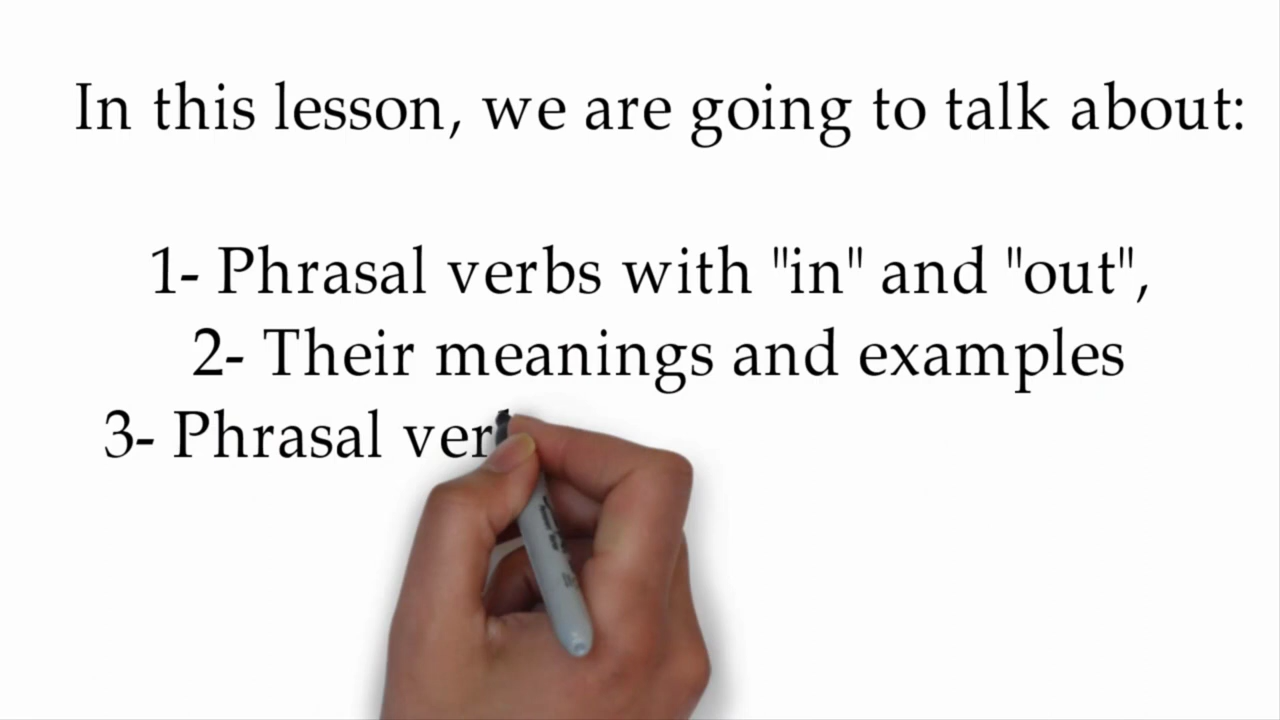 In this lesson, we are going to talk about:
1- Phrasal verbs with "in" and "out",
2- Their meanings and examples
3- Phrasal